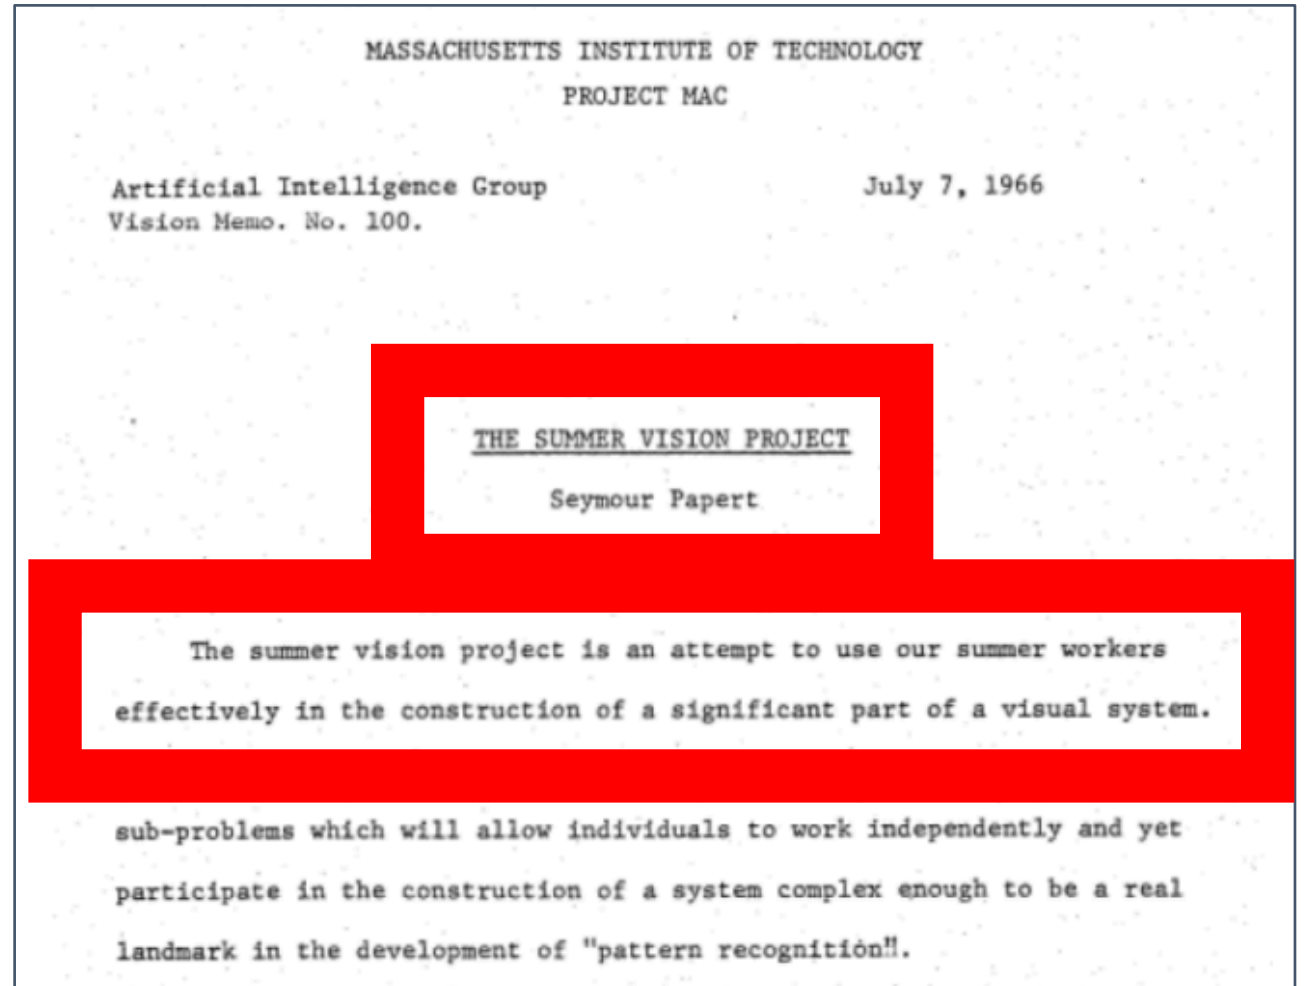 MASSACHUSETTS INSTITUTE OF TECHNOLOGY
PROJECT MAC
Artificial Intelligence Group July 7, 1966
Vision Memo. No. 100.
THE SUMMER VISION PROJECT
Seymour Papert
The summer vision project is an attempt to use our summer workers
effectively in the construction of a significant part of a visual system.
sub-problems which will allow individuals to work independently and yet
participate in the construction of a system complex enough to be a real
landmark in the development of "pattern recognition".